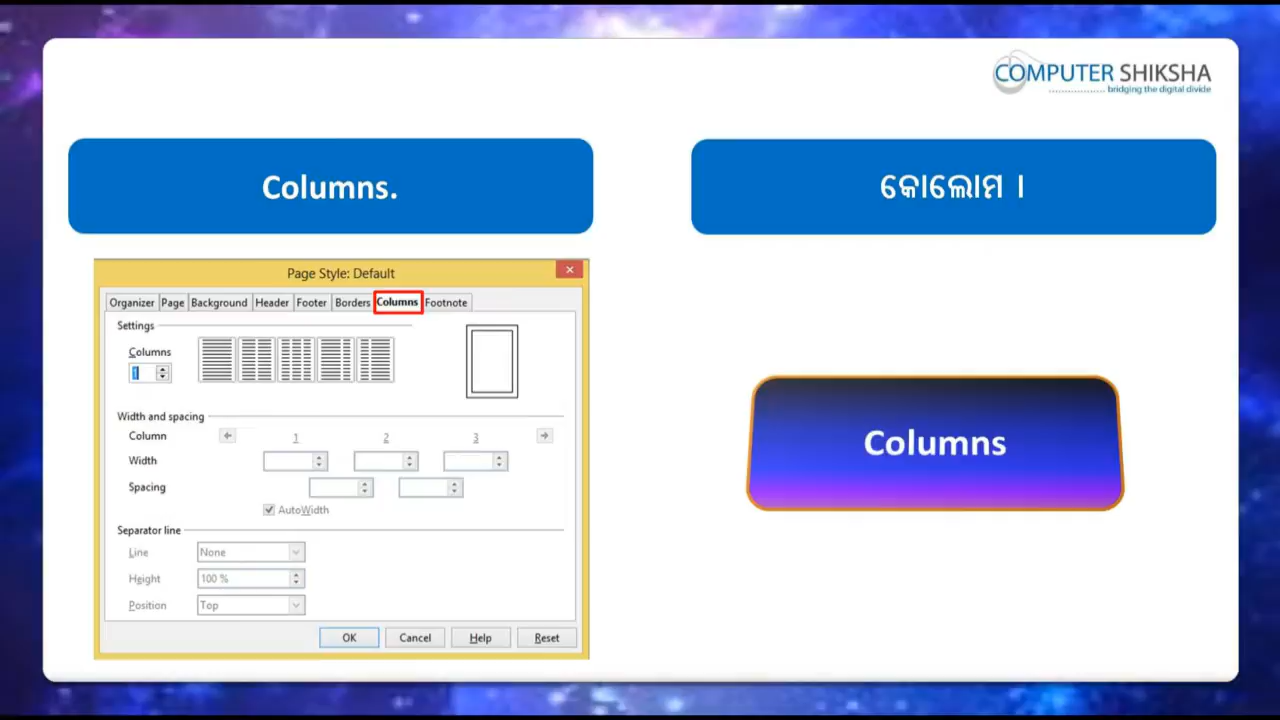 COMPUTER SHIKSHA
bridging the digital divide
Columns.
କୋଲୋମ ।
Page Style: Default
Organizer Page Background Header Footer Borders Columns Footnote
Settings
Columns
1
Width and spacing
Column 1 2 3
Width
Spacing
AutoWidth
Separator line
Line None
Height 100 %
Position Top
OK Cancel Help Reset
Columns